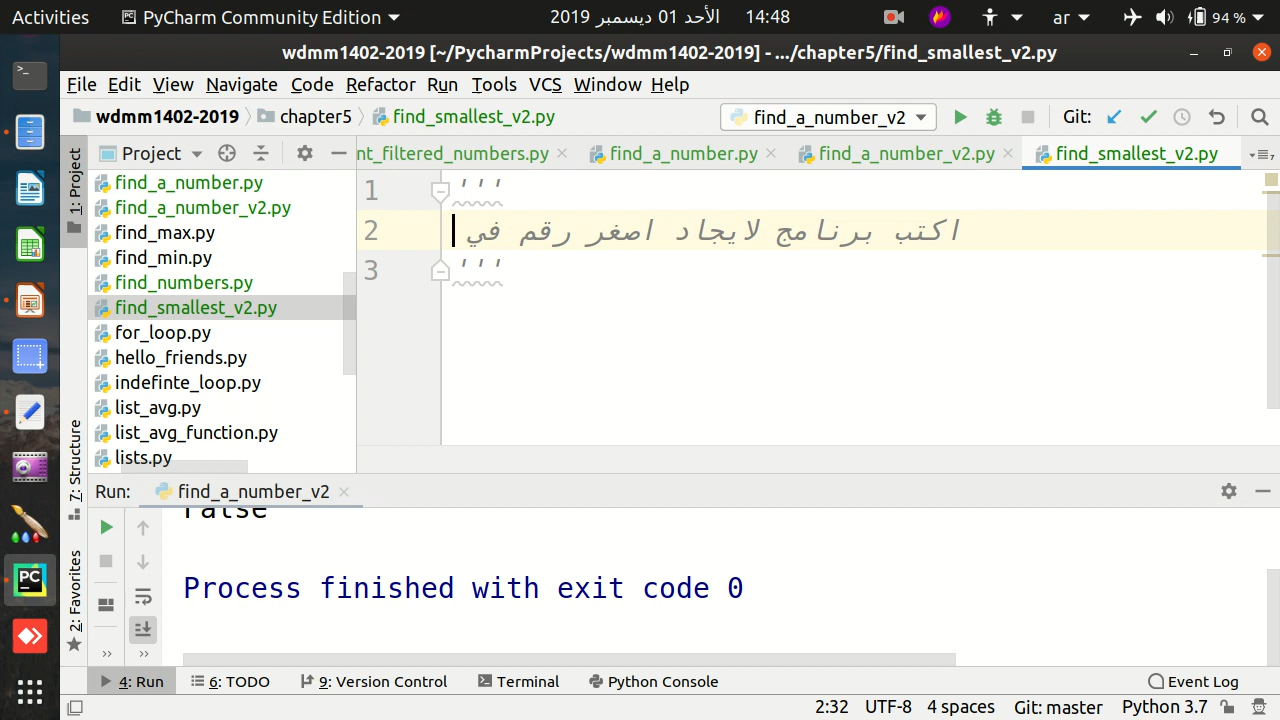 Activities
PyCharm Community Edition
الأحد 01 ديسمبر 2019
14:48
ar
94 %
wdmm1402-2019 [~/PycharmProjects/wdmm1402-2019] - .../chapter5/find_smallest_v2.py
File Edit View Navigate Code Refactor Run Tools VCS Window Help
wdmm1402-2019
chapter5
find_smallest_v2.py
find_a_number_v2
Git:
1: Project
Project
nt_filtered_numbers.py
find_a_number.py
find_a_number_v2.py
find_smallest_v2.py
7
find_a_number.py
find_a_number_v2.py
find_max.py
find_min.py
find_numbers.py
find_smallest_v2.py
for_loop.py
hello_friends.py
indefinte_loop.py
list_avg.py
list_avg_function.py
lists.py
1 '''
2 اكتب برنامج لايجاد اصغر رقم في
3 '''
7: Structure
2: Favorites
Run:
find_a_number_v2
False
Process finished with exit code 0
4: Run
6: TODO
9: Version Control
Terminal
Python Console
Event Log
2:32 UTF-8 4 spaces Git: master Python 3.7